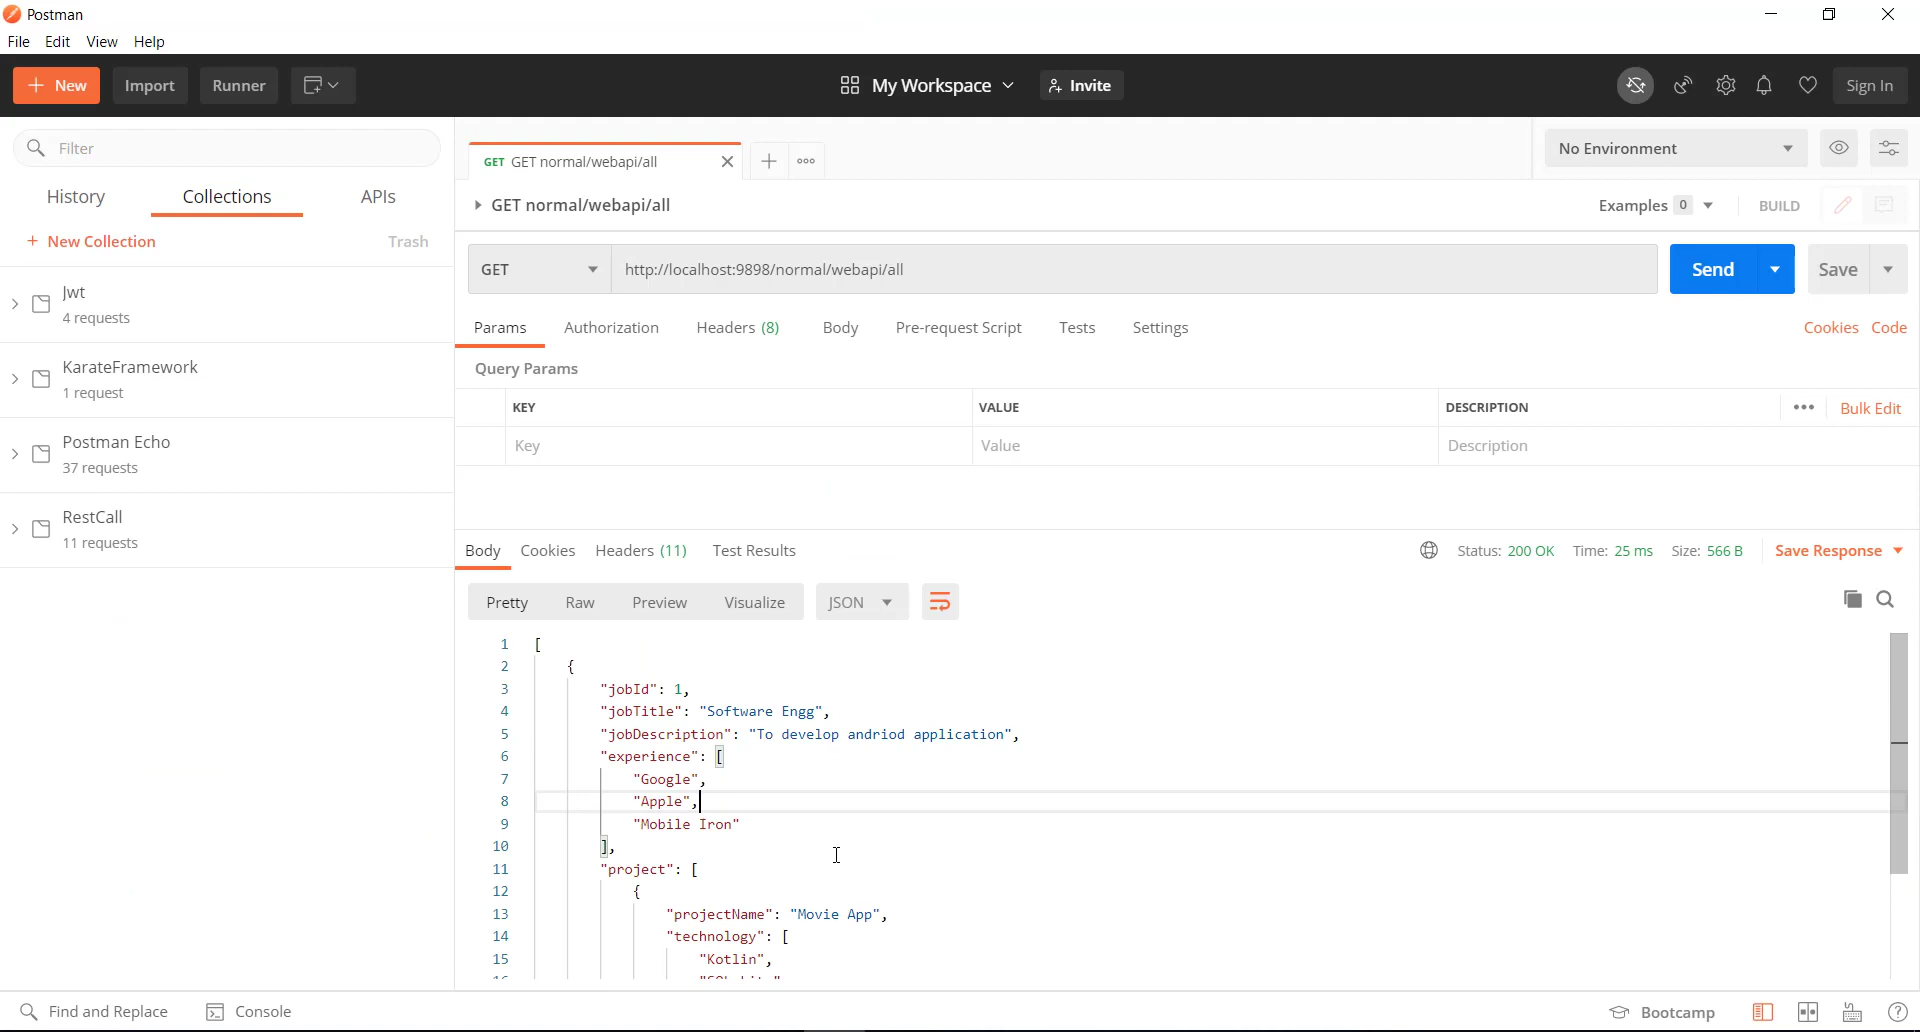 Postman
File Edit View Help
New Import Runner My Workspace Invite Sign In
Filter
History Collections APIs
+ New Collection Trash
Jwt
4 requests
KarateFramework
1 request
Postman Echo
37 requests
RestCall
11 requests
GET GET normal/webapi/all
No Environment
GET normal/webapi/all
Examples 0 BUILD
GET http://localhost:9898/normal/webapi/all Send Save
Params Authorization Headers (8) Body Pre-request Script Tests Settings Cookies Code
Query Params
KEY VALUE DESCRIPTION ••• Bulk Edit
Key Value Description
Body Cookies Headers (11) Test Results Status: 200 OK Time: 25 ms Size: 566 B Save Response
Pretty Raw Preview Visualize JSON
1 [
2 {
3 "jobId": 1,
4 "jobTitle": "Software Engg",
5 "jobDescription": "To develop andriod application",
6 "experience": [
7 "Google",
8 "Apple",
9 "Mobile Iron"
10 ],
11 "project": [
12 {
13 "projectName": "Movie App",
14 "technology": [
15 "Kotlin",
Find and Replace Console Bootcamp